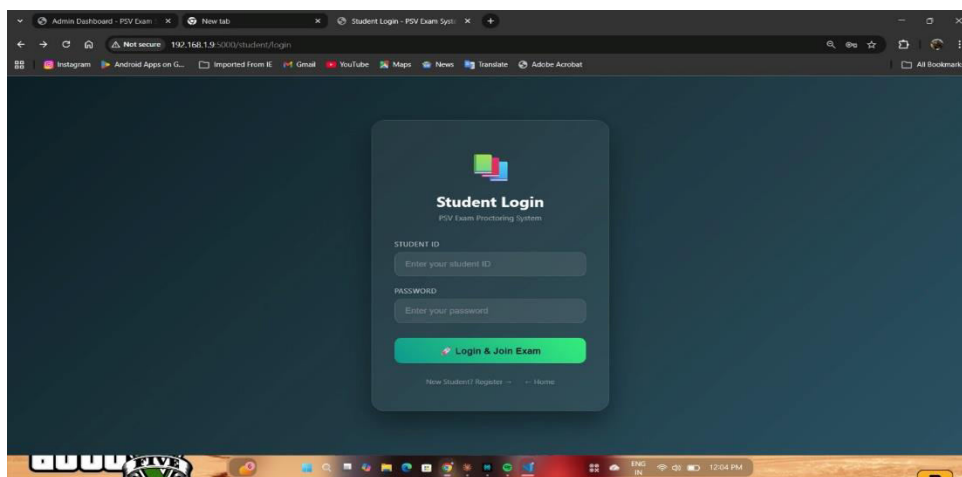 Admin Dashboard - PSV Exam
New tab
Student Login - PSV Exam Syst
Not secure 192.168.1.9:5000/student/login
Instagram
Android Apps on G...
Imported From IE
Gmail
YouTube
Maps
News
Translate
Adobe Acrobat
All Bookmark
Student Login
PSV Exam Proctoring System
STUDENT ID
Enter your student ID
PASSWORD
Enter your password
Login & Join Exam
New Student? Register →
← Home
FIVE
ENG
IN
12:04 PM